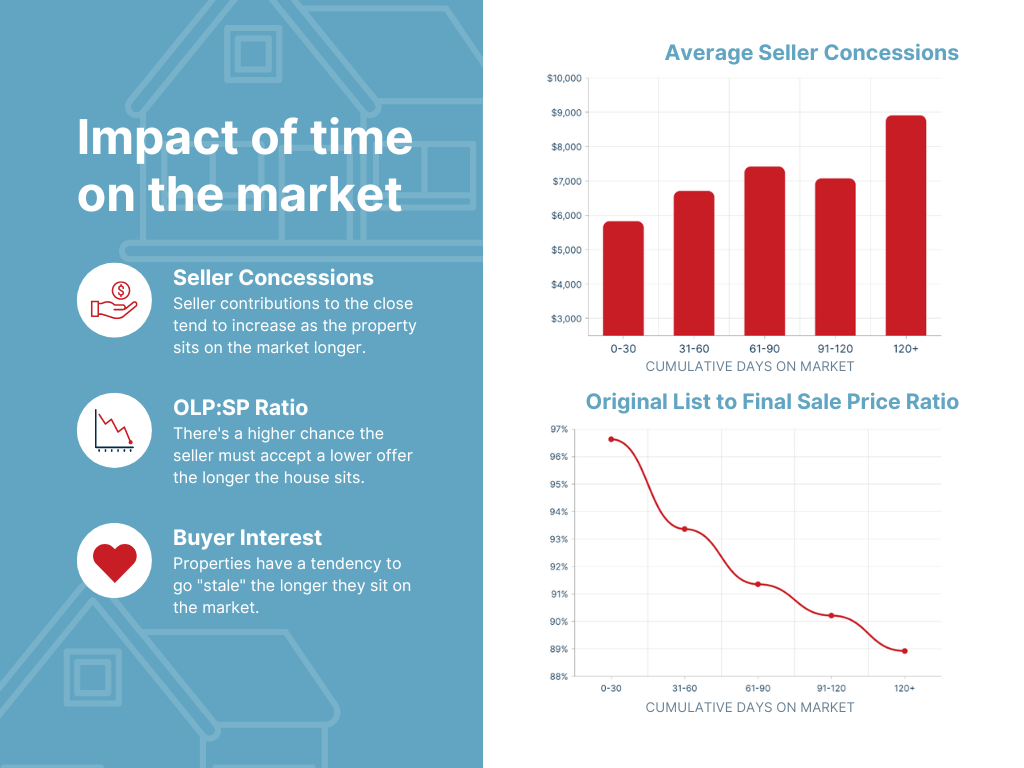 Impact of time
on the market
Seller Concessions
Seller contributions to the close
tend to increase as the property
sits on the market longer.
OLP:SP Ratio
There's a higher chance the
seller must accept a lower offer
the longer the house sits.
Buyer Interest
Properties have a tendency to
go "stale" the longer they sit on
the market.
Average Seller Concessions
$10,000
$9,000
$8,000
$7,000
$6,000
$5,000
$4,000
$3,000
0-30 31-60 61-90 91-120 120+
CUMULATIVE DAYS ON MARKET
Original List to Final Sale Price Ratio
97%
96%
95%
94%
93%
92%
91%
90%
89%
88%
0-30 31-60 61-90 91-120 120+
CUMULATIVE DAYS ON MARKET